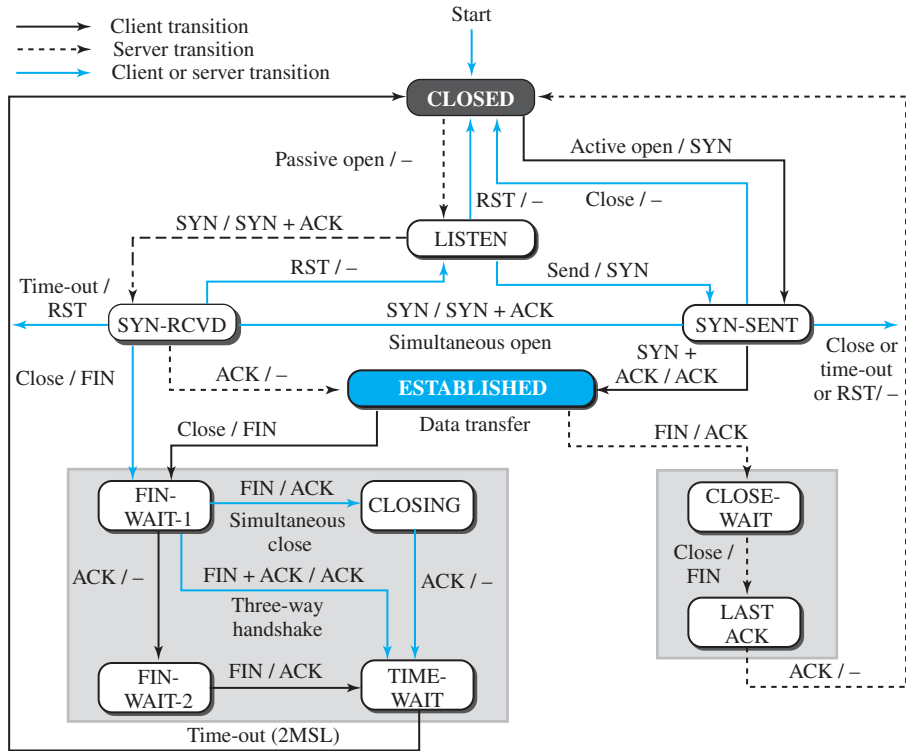 Client transition
Server transition
Client or server transition
Start
CLOSED
Passive open / –
Active open / SYN
RST / –
Close / –
SYN / SYN + ACK
LISTEN
RST / –
Send / SYN
Time-out /
RST
SYN-RCVD
SYN / SYN + ACK
Simultaneous open
SYN-SENT
Close or
time-out
or RST/ –
Close / FIN
ACK / –
SYN +
ACK / ACK
ESTABLISHED
Data transfer
Close / FIN
FIN / ACK
FIN-
WAIT-1
FIN / ACK
Simultaneous
close
CLOSING
CLOSE-
WAIT
ACK / –
FIN + ACK / ACK
Three-way
handshake
ACK / –
Close /
FIN
LAST
ACK
FIN-
WAIT-2
FIN / ACK
TIME-
WAIT
ACK / –
Time-out (2MSL)